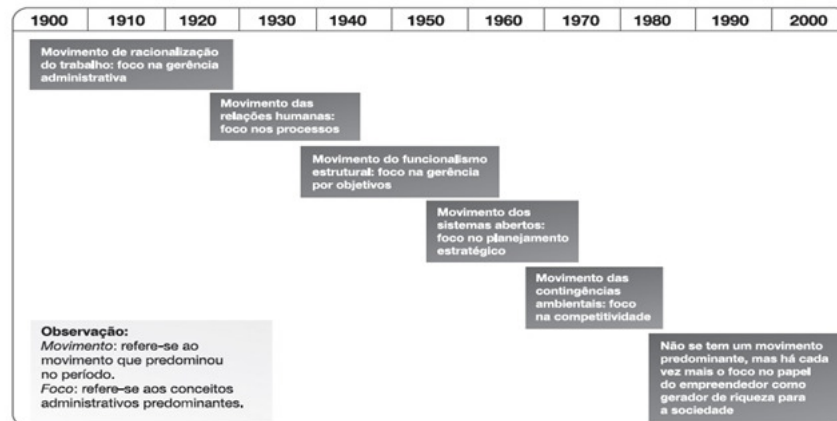 1900 1910 1920 1930 1940 1950 1960 1970 1980 1990 2000
Movimento de racionalização
do trabalho: foco na gerência
administrativa
Movimento das
relações humanas:
foco nos processos
Movimento do funcionalismo
estrutural: foco na gerência
por objetivos
Movimento dos
sistemas abertos:
foco no planejamento
estratégico
Movimento das
contingências
ambientais: foco
na competitividade
Não se tem um movimento
predominante, mas há cada
vez mais o foco no papel
do empreendedor como
gerador de riqueza para
a sociedade
Observação:
Movimento: refere-se ao
movimento que predominou
no período.
Foco: refere-se aos conceitos
administrativos predominantes.